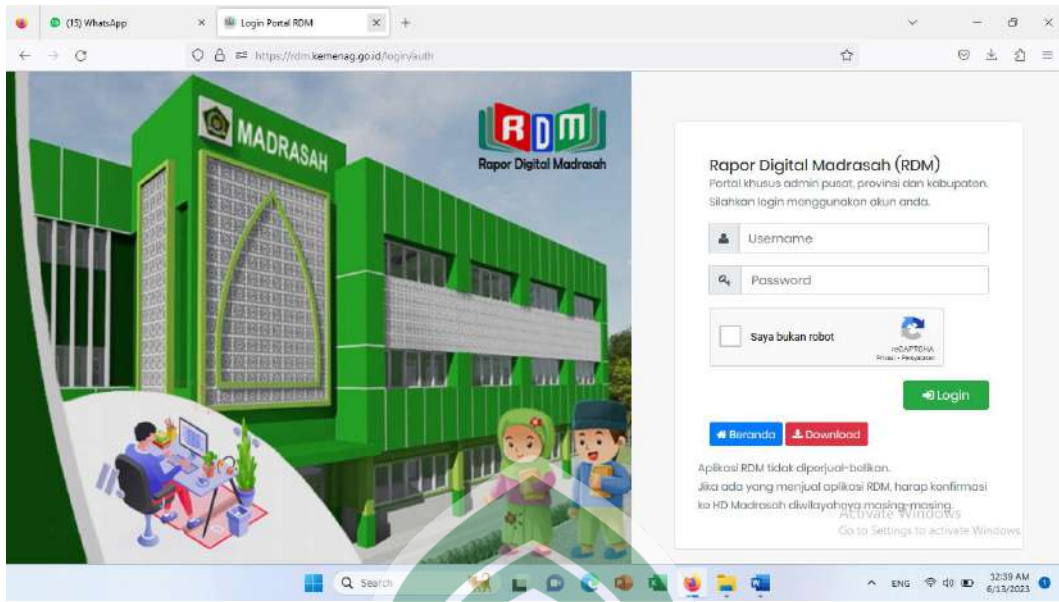 (15) WhatsApp
Login Portal RDM
https://rdm.kemenag.go.id/login/auth
MADRASAH
RDM
Rapor Digital Madrasah
Rapor Digital Madrasah (RDM)
Portal khusus admin pusat, provinsi dan kabupaten.
Silahkan login menggunakan akun anda.
Username
Password
Saya bukan robot
reCAPTCHA
Privasi - Persyaratan
Login
Beranda
Download
Aplikasi RDM tidak diperjual-belikan.
Jika ada yang menjual aplikasi RDM, harap konfirmasi
ke HD Madrasah diwilayahnya masing-masing.
Activate Windows
Go to Settings to activate Windows.
Search
ENG
12:39 AM
6/13/2023